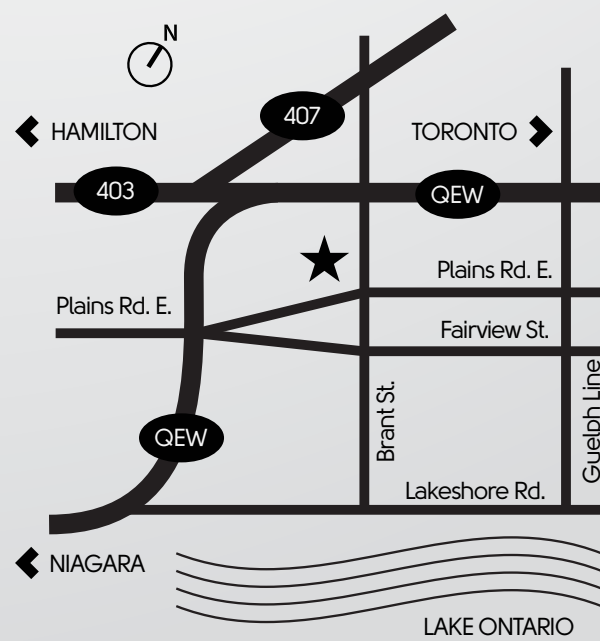 N
407
HAMILTON
TORONTO
403
QEW
Plains Rd. E.
Plains Rd. E.
Fairview St.
Brant St.
Guelph Line
QEW
Lakeshore Rd.
NIAGARA
LAKE ONTARIO